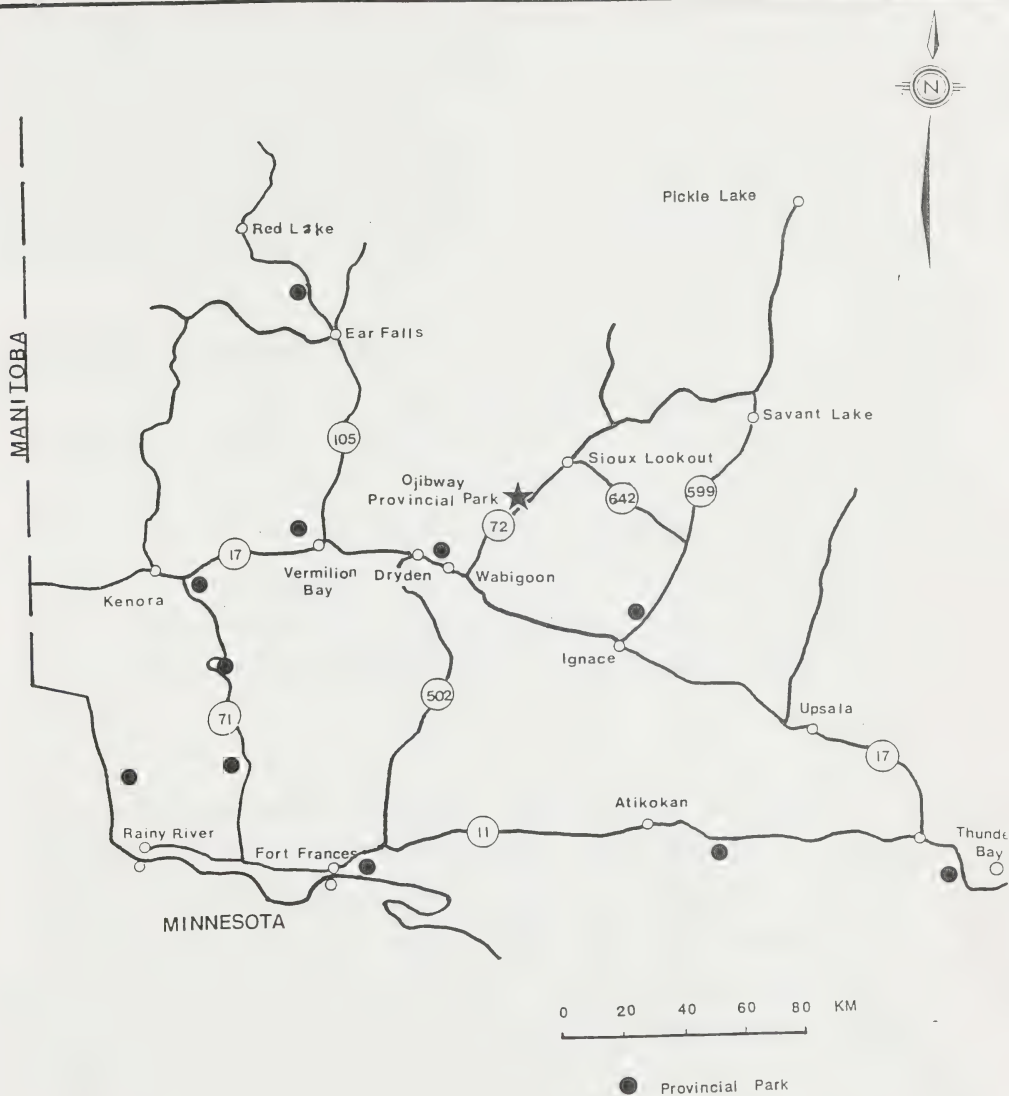 N
Pickle Lake
Red Lake
Ear Falls
MANITOBA
Savant Lake
105
Sioux Lookout
Ojibway
Provincial Park
642
599
72
17
Vermilion
Bay
Dryden
Wabigoon
Kenora
Ignace
502
71
Upsala
17
Atikokan
Rainy River
11
Fort Frances
Thunde
Bay
MINNESOTA
0 20 40 60 80 KM
Provincial Park